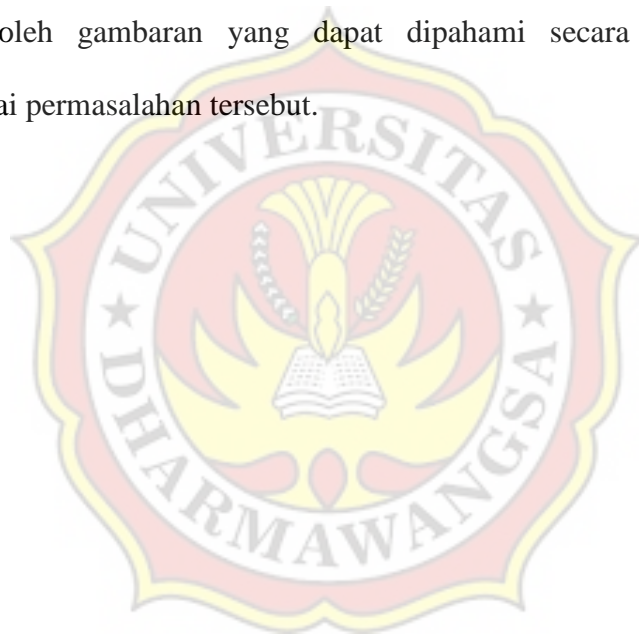 oleh gambaran yang dapat dipahami secara
ai permasalahan tersebut.
UNIVERSITAS
DHARMAWANGSA